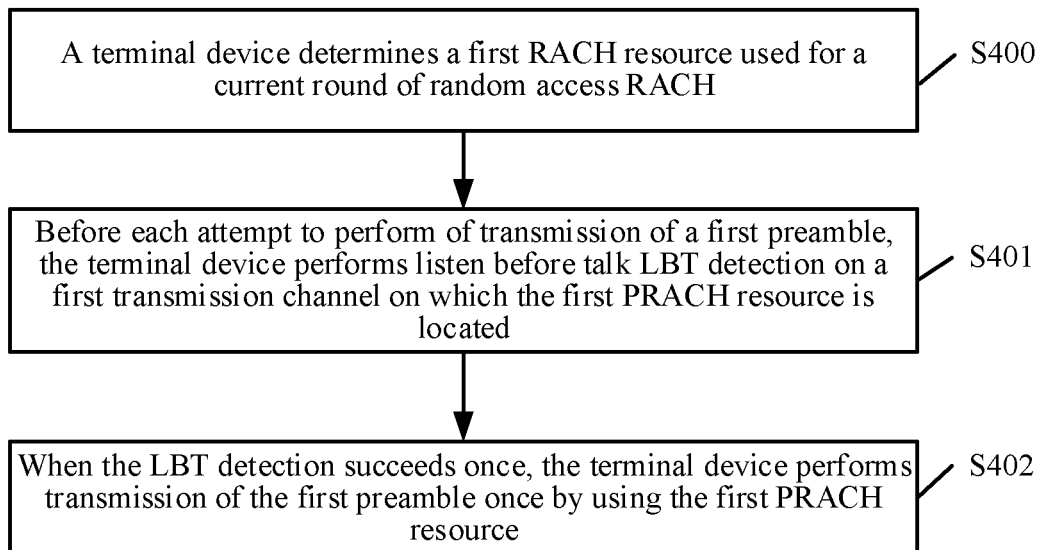 A terminal device determines a first RACH resource used for a
current round of random access RACH
S400
Before each attempt to perform of transmission of a first preamble,
the terminal device performs listen before talk LBT detection on a
first transmission channel on which the first PRACH resource is
located
S401
When the LBT detection succeeds once, the terminal device performs
transmission of the first preamble once by using the first PRACH
resource
S402